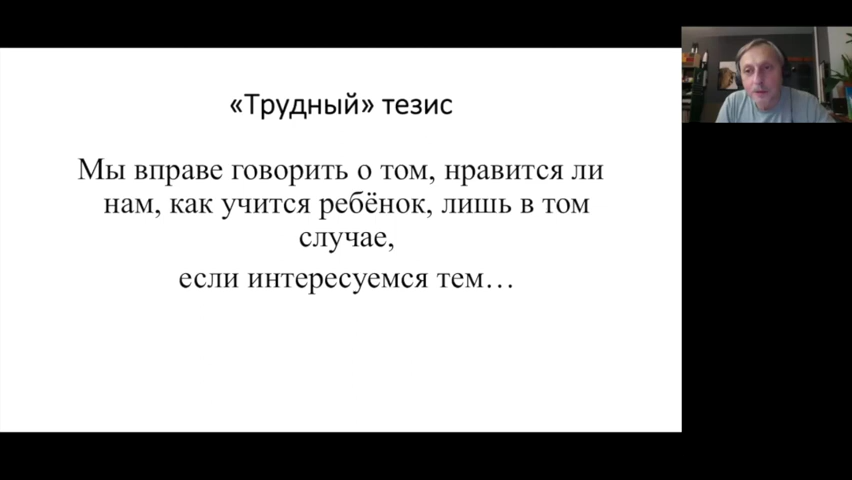 «Трудный» тезис
Мы вправе говорить о том, нравится ли
нам, как учится ребёнок, лишь в том
случае,
если интересуемся тем…